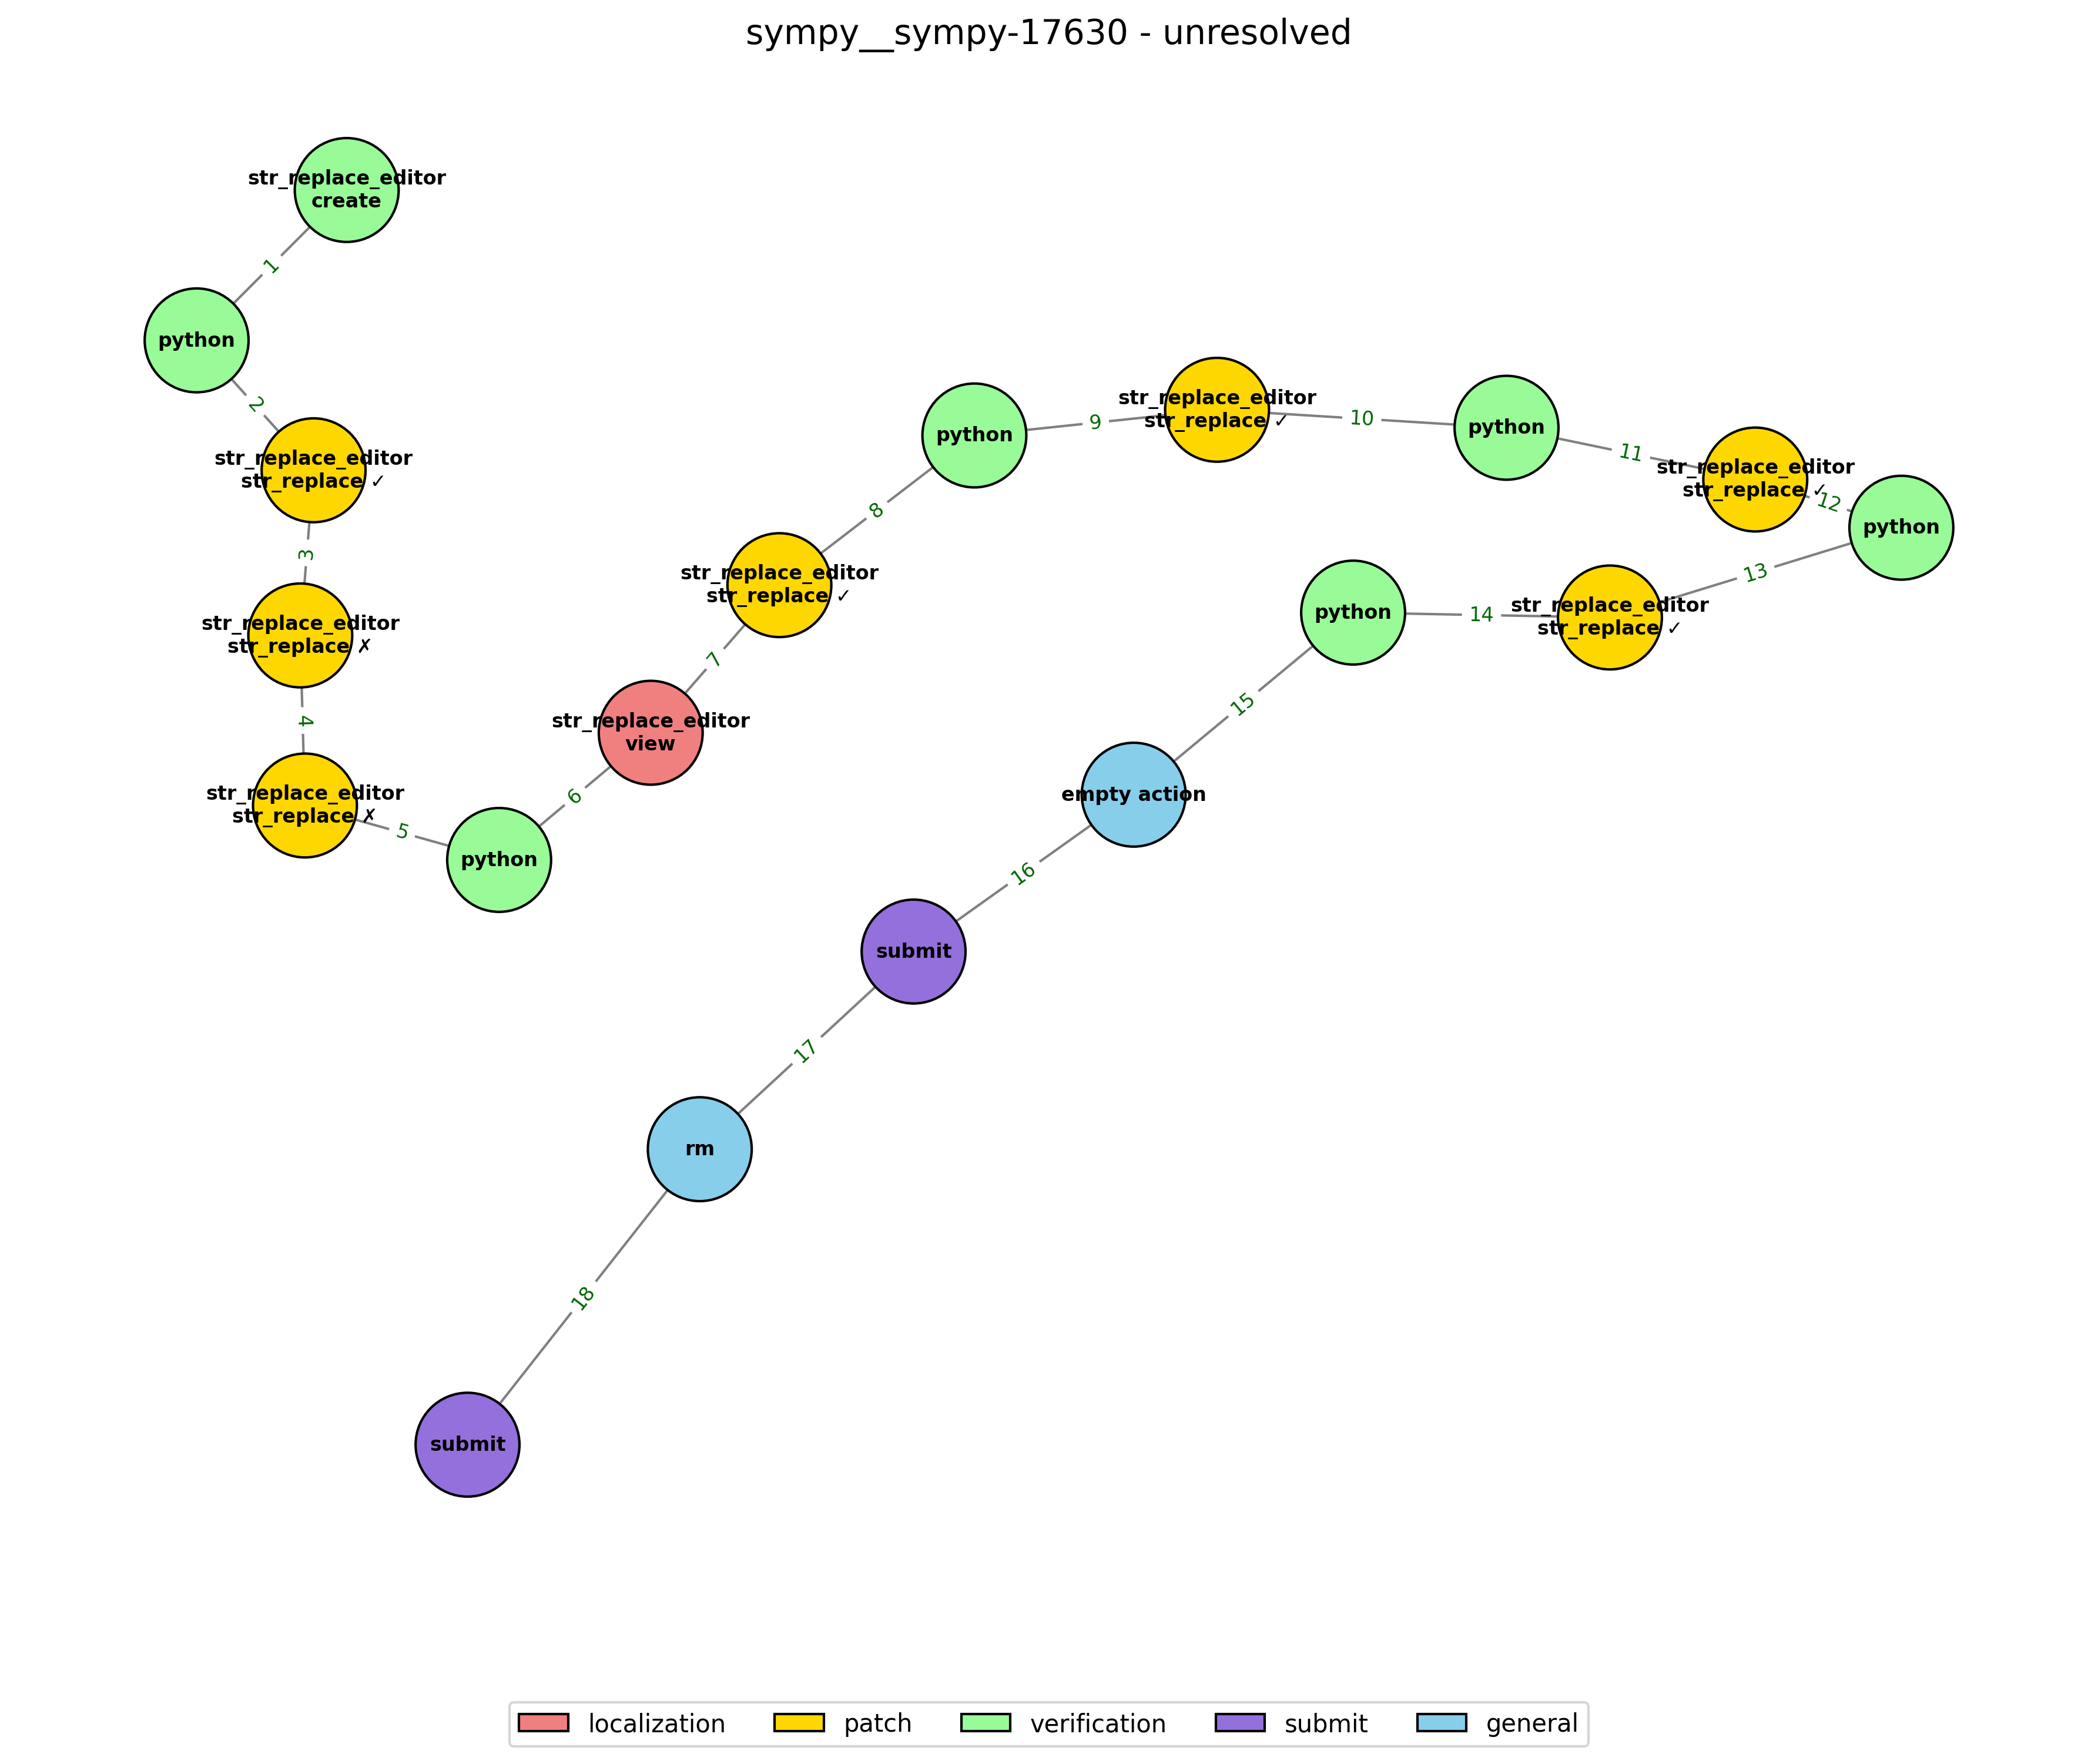 sympy__sympy-17630 - unresolved
str_replace_editor
create
1
python
2
str_replace_editor
str_replace ✓
3
str_replace_editor
str_replace ✗
4
str_replace_editor
str_replace ✗
5
python
6
str_replace_editor
view
7
str_replace_editor
str_replace ✓
8
python
9
str_replace_editor
str_replace ✓
10
python
11
str_replace_editor
str_replace ✓
12
python
13
str_replace_editor
str_replace ✓
14
python
15
empty action
16
submit
17
rm
18
submit
localization
patch
verification
submit
general